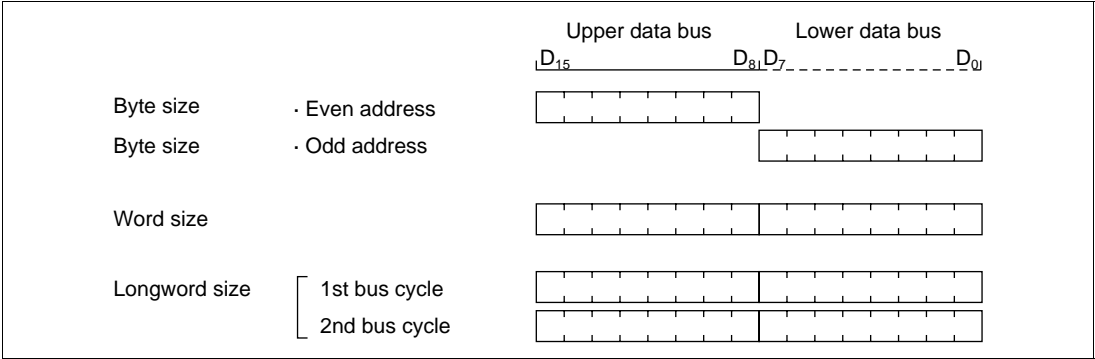 Upper data bus Lower data bus
D15 D8 D7 D0
Byte size · Even address
Byte size · Odd address
Word size
Longword size 1st bus cycle
2nd bus cycle